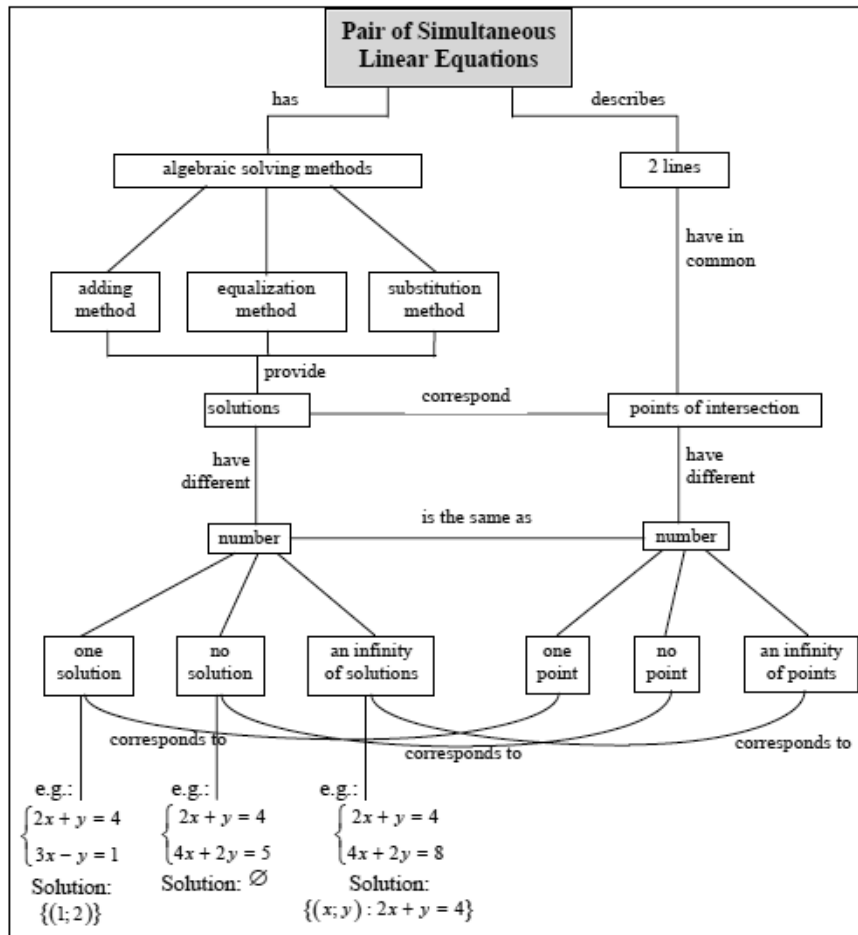 Pair of Simultaneous
Linear Equations
has
describes
algebraic solving methods
2 lines
have in
common
adding
method
equalization
method
substitution
method
provide
solutions
correspond
points of intersection
have
different
have
different
number
is the same as
number
one
solution
no
solution
an infinity
of solutions
one
point
no
point
an infinity
of points
corresponds to
corresponds to
corresponds to
e.g.:
2x + y = 4
3x − y = 1
Solution:
{(1; 2)}
e.g.:
2x + y = 4
4x + 2y = 5
Solution: ∅
e.g.:
2x + y = 4
4x + 2y = 8
Solution:
{(x; y) : 2x + y = 4}